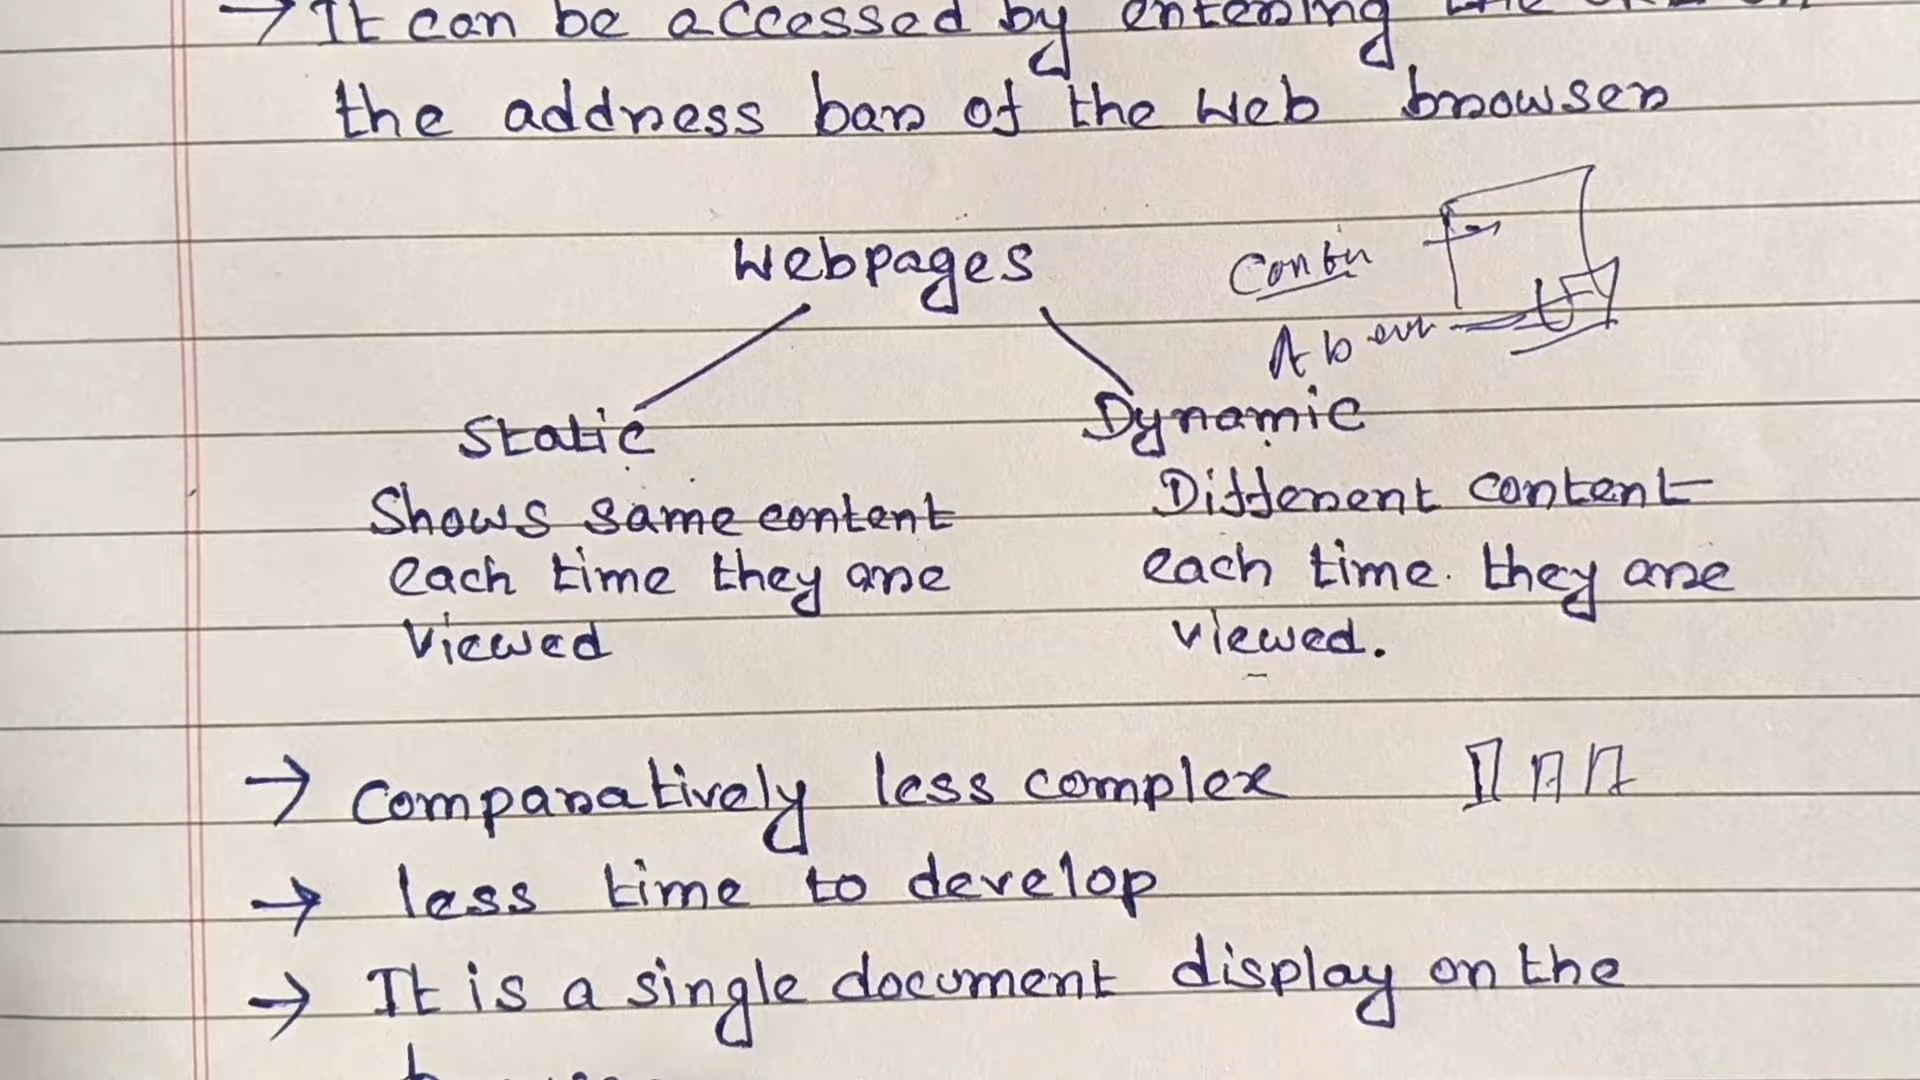 → It can be accessed by entering
the address bar of the web browser
Webpages
Static
Shows same content
each time they are
viewed
Dynamic
Different content
each time they are
viewed.
→ Comparatively less complex
→ less time to develop
→ It is a single document display on the